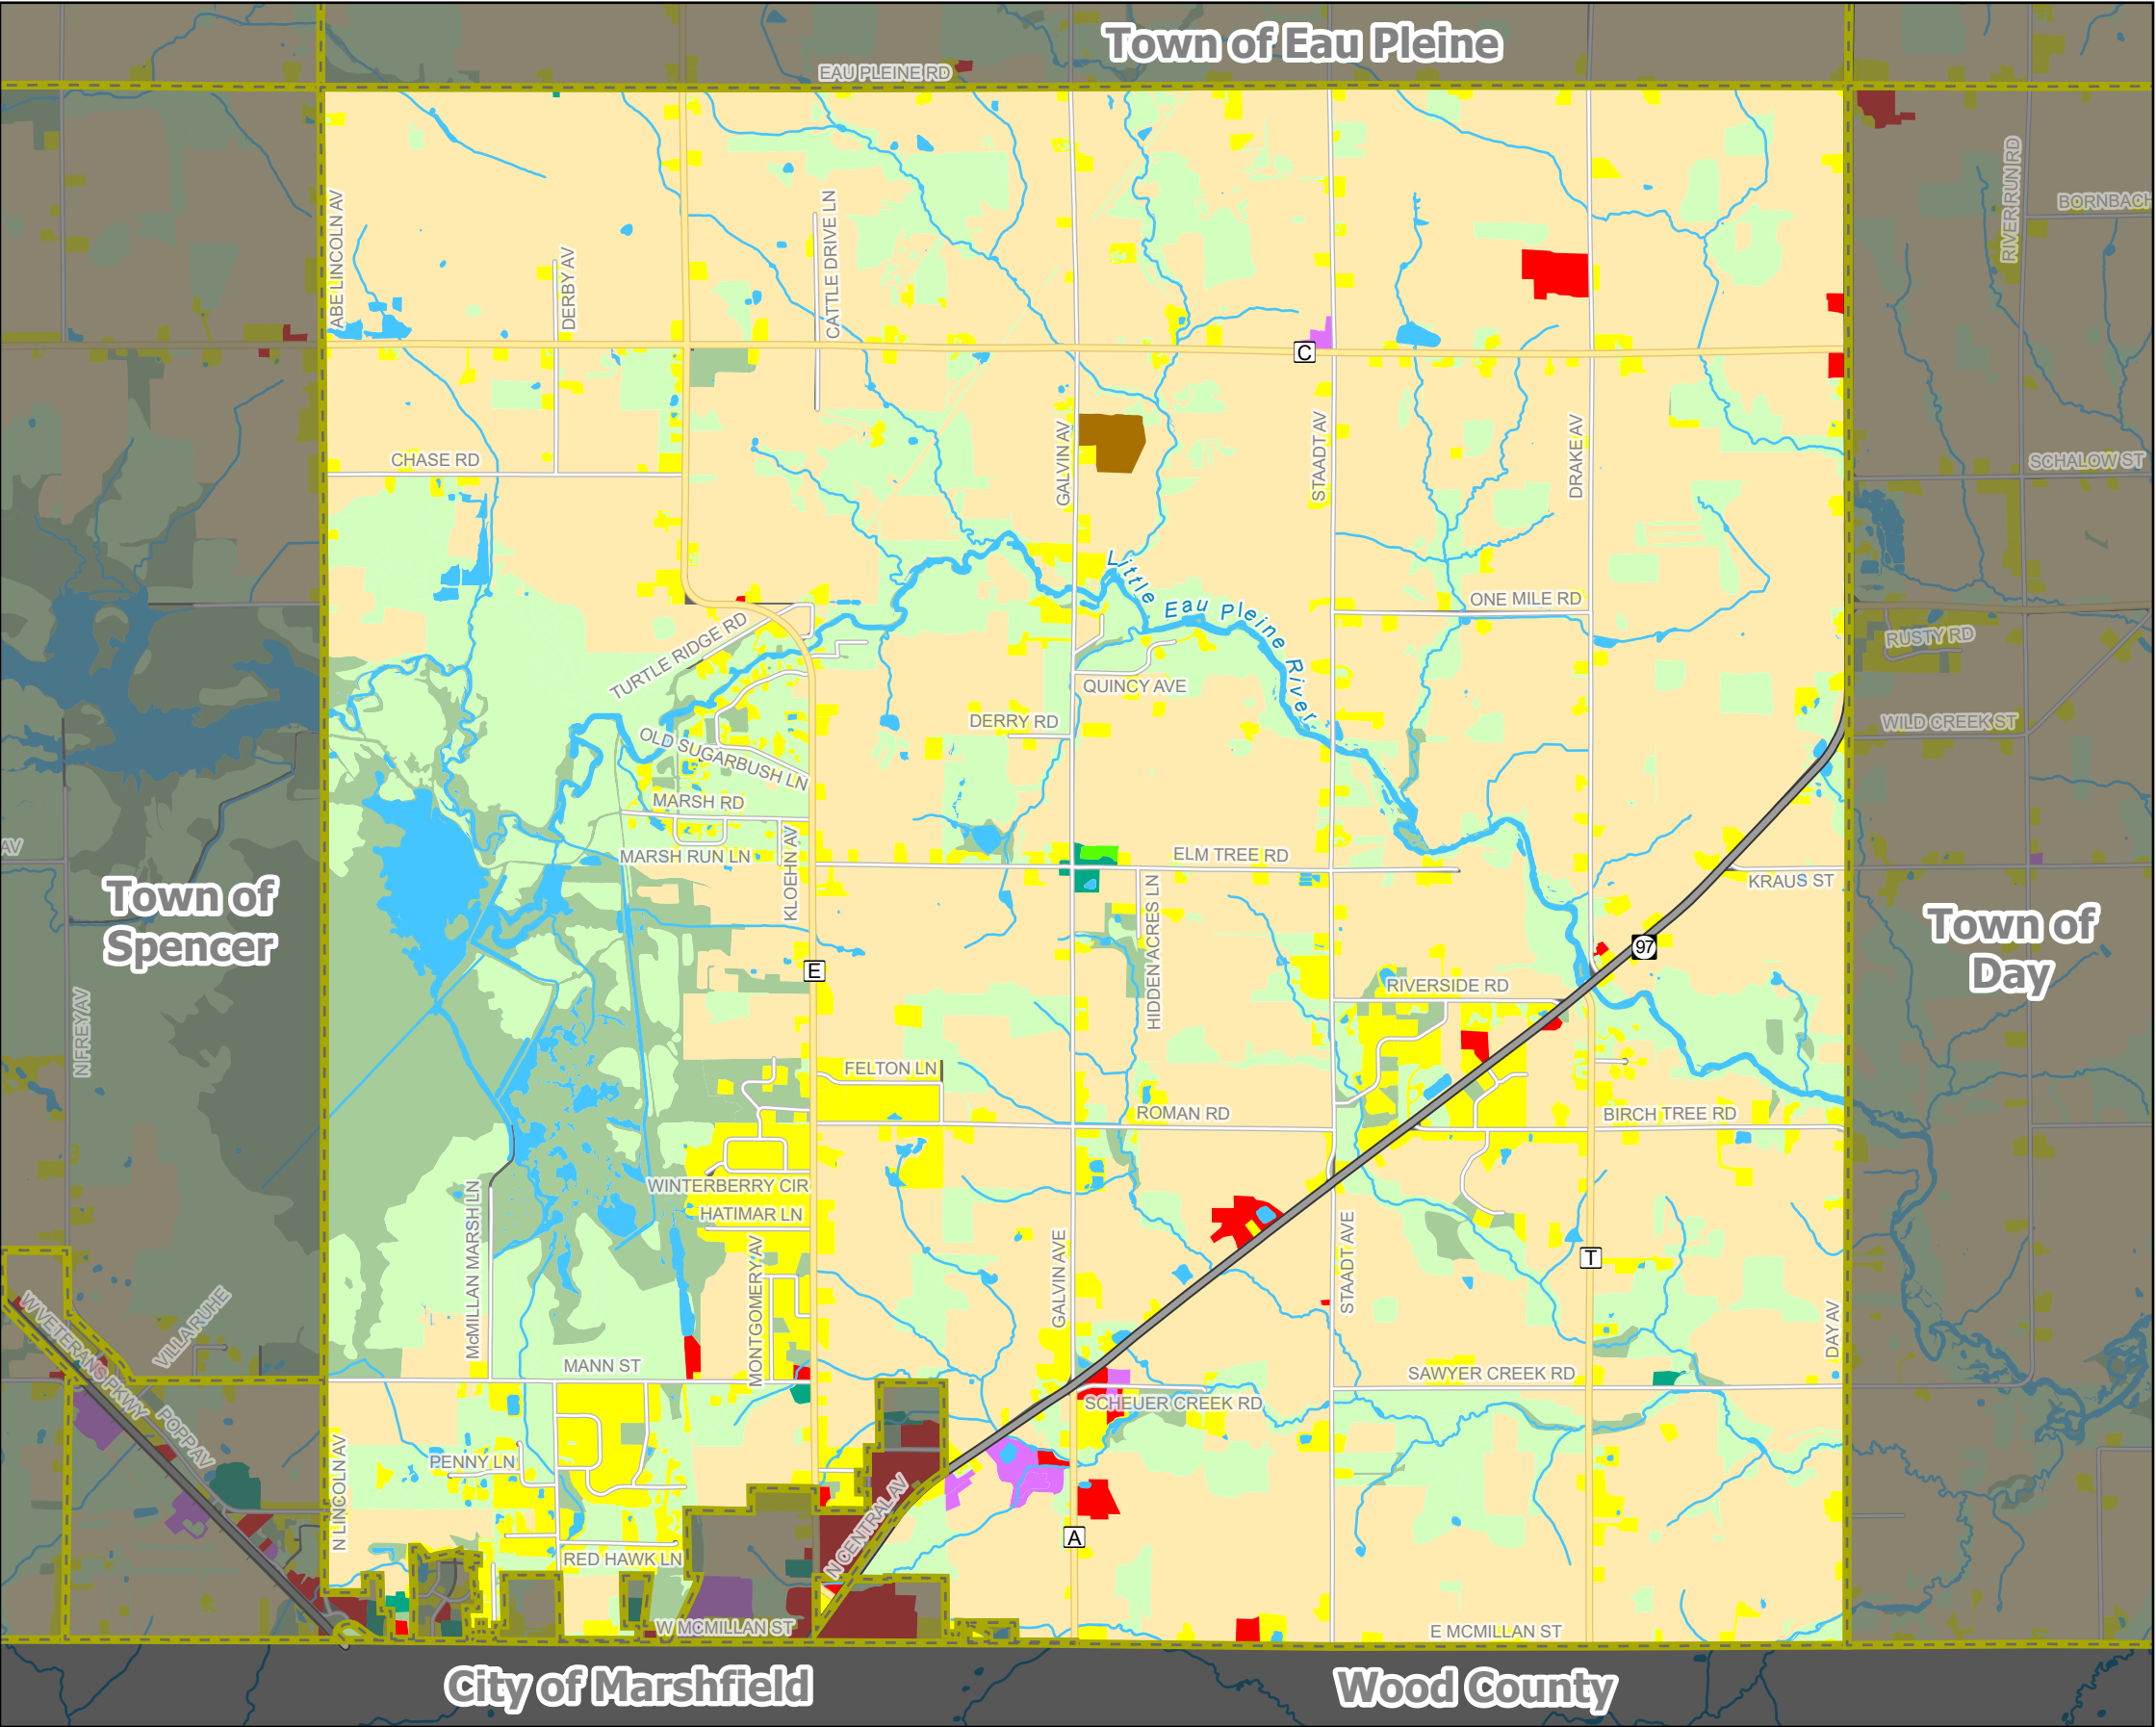 Town of Eau Pleine
EAU PLEINE RD
ABE LINCOLN AV
DERBY AV
CATTLE DRIVE LN
RIVER RUN RD
BORNBACH
C
CHASE RD
GALVIN AV
STAADT AV
DRAKE AV
SCHALOW ST
Little Eau Pleine River
ONE MILE RD
TURTLE RIDGE RD
RUSTY RD
QUINCY AVE
DERRY RD
WILD CREEK ST
OLD SUGARBUSH LN
MARSH RD
MARSH RUN LN
KLOEHN AV
AV
ELM TREE RD
KRAUS ST
Town of
Spencer
HIDDEN ACRES LN
Town of
Day
97
E
N FREY AV
RIVERSIDE RD
FELTON LN
ROMAN RD
BIRCH TREE RD
WINTERBERRY CIR
HATIMAR LN
McMILLAN MARSH LN
MONTGOMERY AV
GALVIN AVE
STAADT AVE
T
DAY AV
W VETERANS PKWY
VILLA RUHE
POPP AV
MANN ST
SAWYER CREEK RD
SCHEUER CREEK RD
N LINCOLN AV
PENNY LN
N CENTRAL AV
A
RED HAWK LN
W MCMILLAN ST
E MCMILLAN ST
City of Marshfield
Wood County